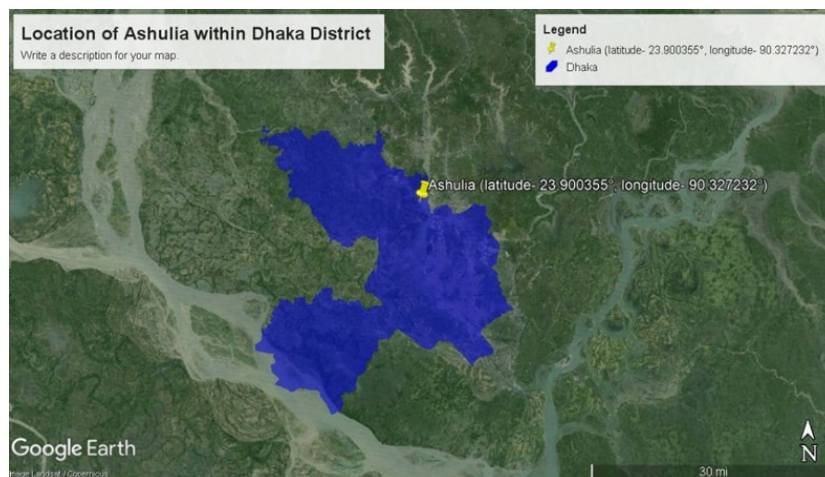 Location of Ashulia within Dhaka District
Write a description for your map.
Legend
Ashulia (latitude- 23.900355°, longitude- 90.327232°)
Dhaka
Ashulia (latitude- 23.900355°, longitude- 90.327232°)
Google Earth
Image Landsat / Copernicus
N
30 mi